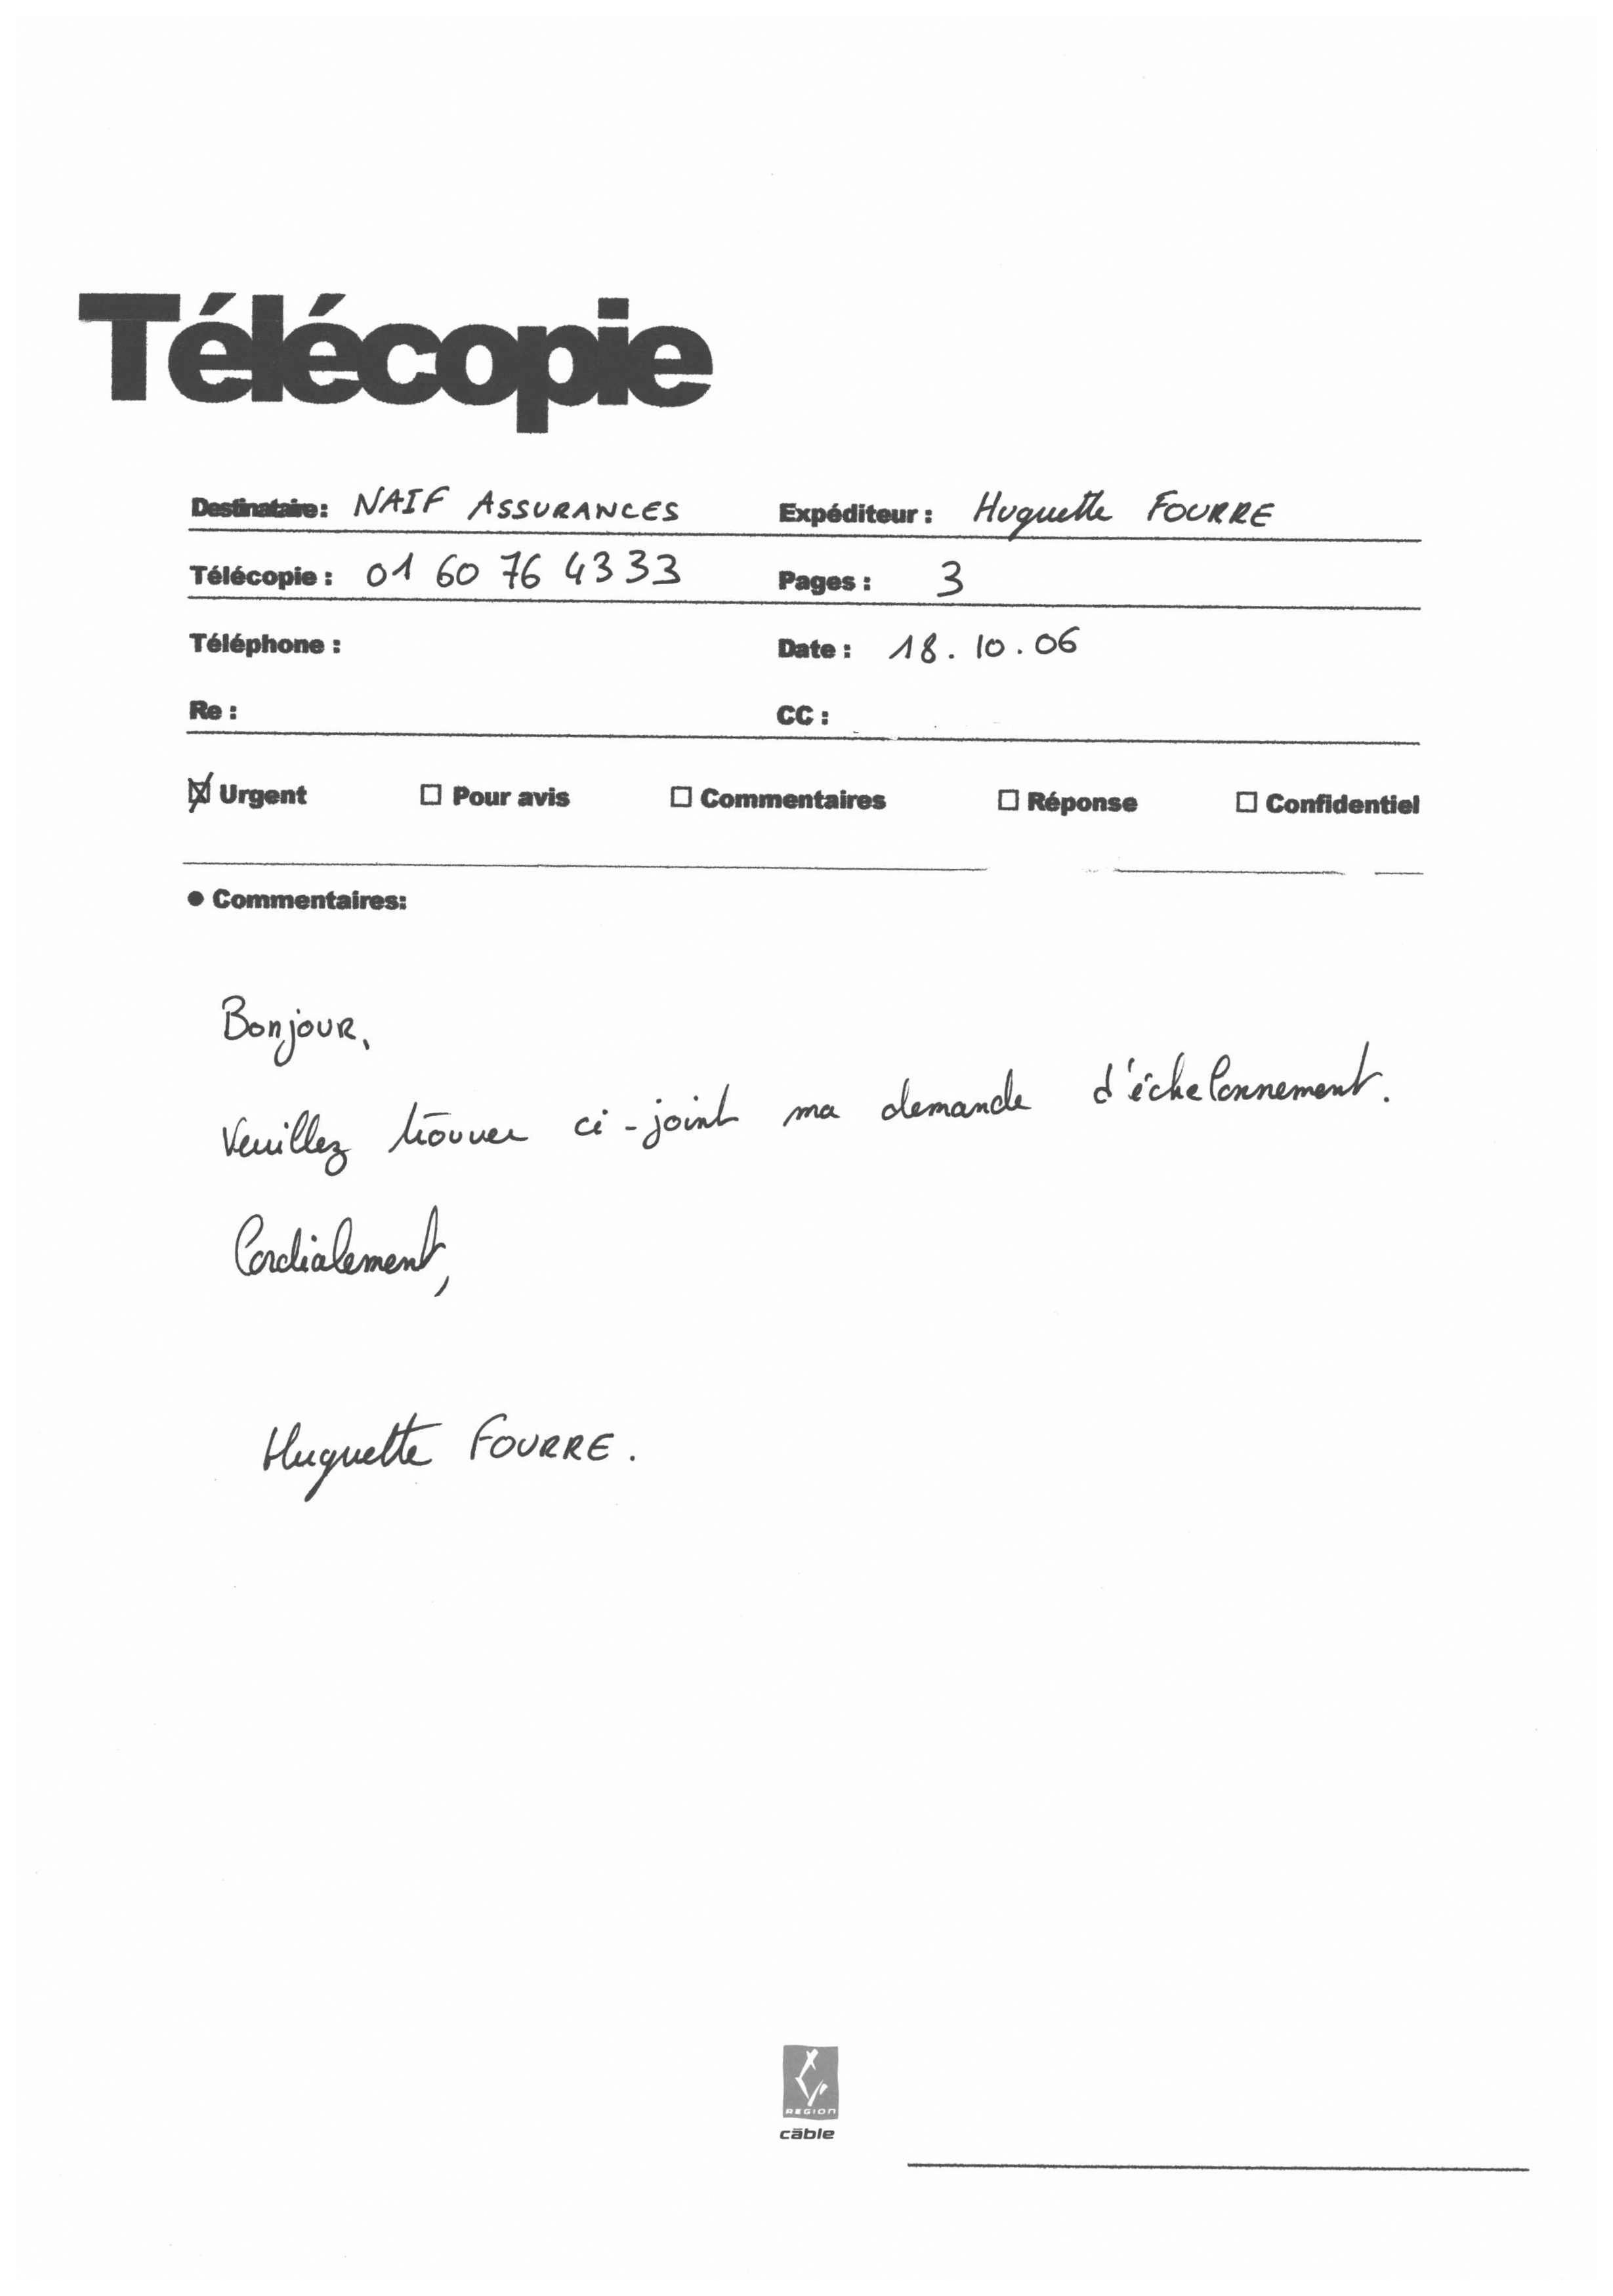 Télécopie
Destinataire: NAIF ASSURANCES Expéditeur : Huguette FOURRE
Télécopie : 01 60 76 43 33 Pages : 3
Téléphone : Date : 18.10.06
Re : CC :
☒ Urgent ☐ Pour avis ☐ Commentaires ☐ Réponse ☐ Confidentiel
● Commentaires:
Bonjour,
Veuillez trouver ci-joint ma demande d'échelonnement.
Cordialement,
Huguette FOURRE.
REGION
câble